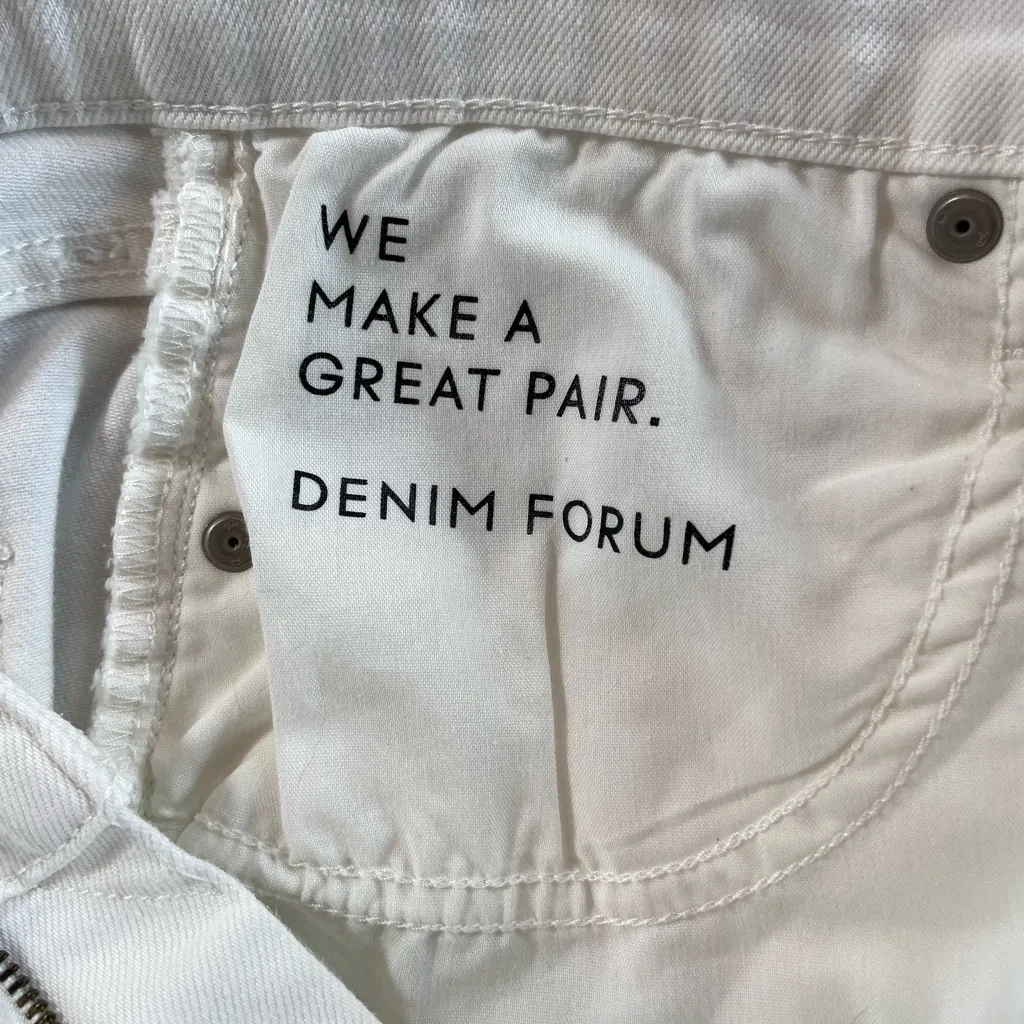 WE
MAKE A
GREAT PAIR.
DENIM FORUM